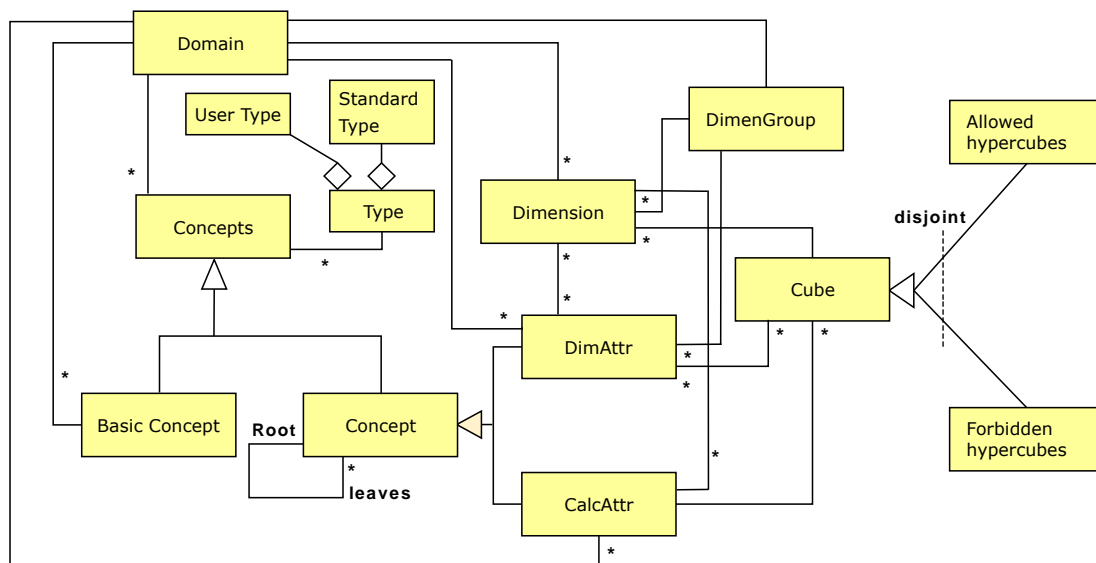 Domain
User Type
Standard
Type
DimenGroup
Allowed
hypercubes
*
*
Type
Concepts
Dimension
*
*
disjoint
*
*
Cube
*
*
*
*
*
DimAttr
*
*
*
Basic Concept
Concept
Root
*
leaves
*
Forbidden
hypercubes
CalcAttr
*